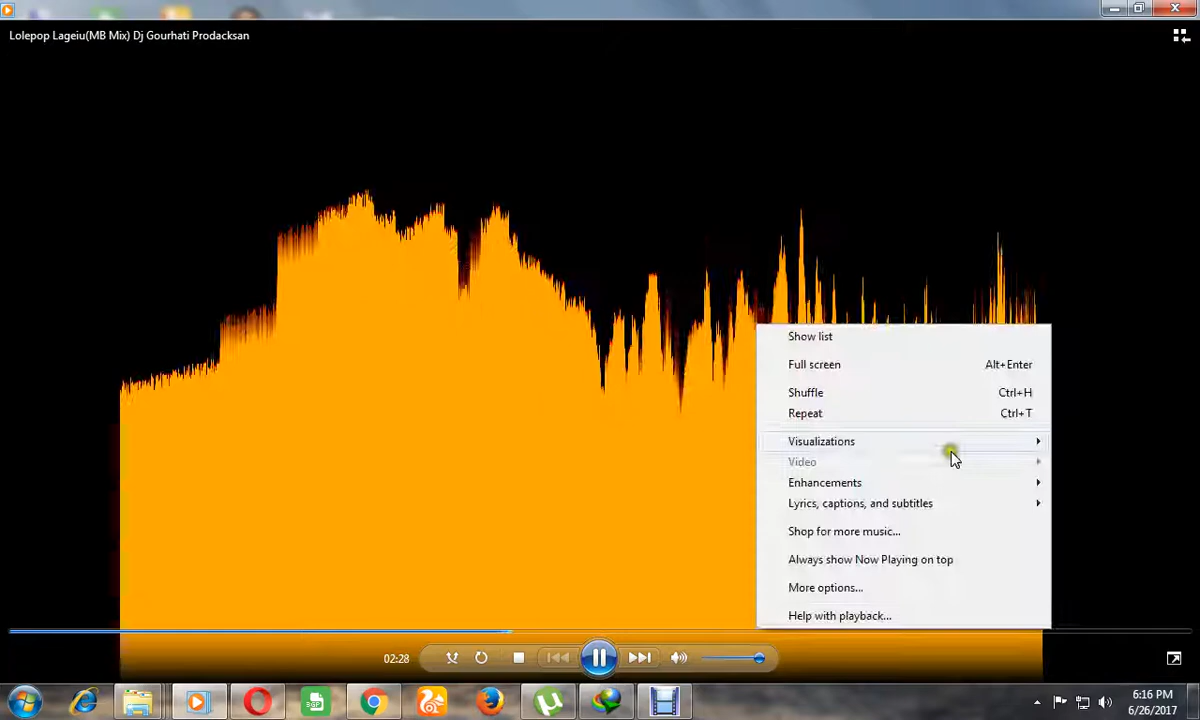 Lolepop Lageiu(MB Mix) Dj Gourhati Prodacksan
Show list
Full screen Alt+Enter
Shuffle Ctrl+H
Repeat Ctrl+T
Visualizations
Video
Enhancements
Lyrics, captions, and subtitles
Shop for more music...
Always show Now Playing on top
More options...
Help with playback...
02:28
3GP
6:16 PM
6/26/2017